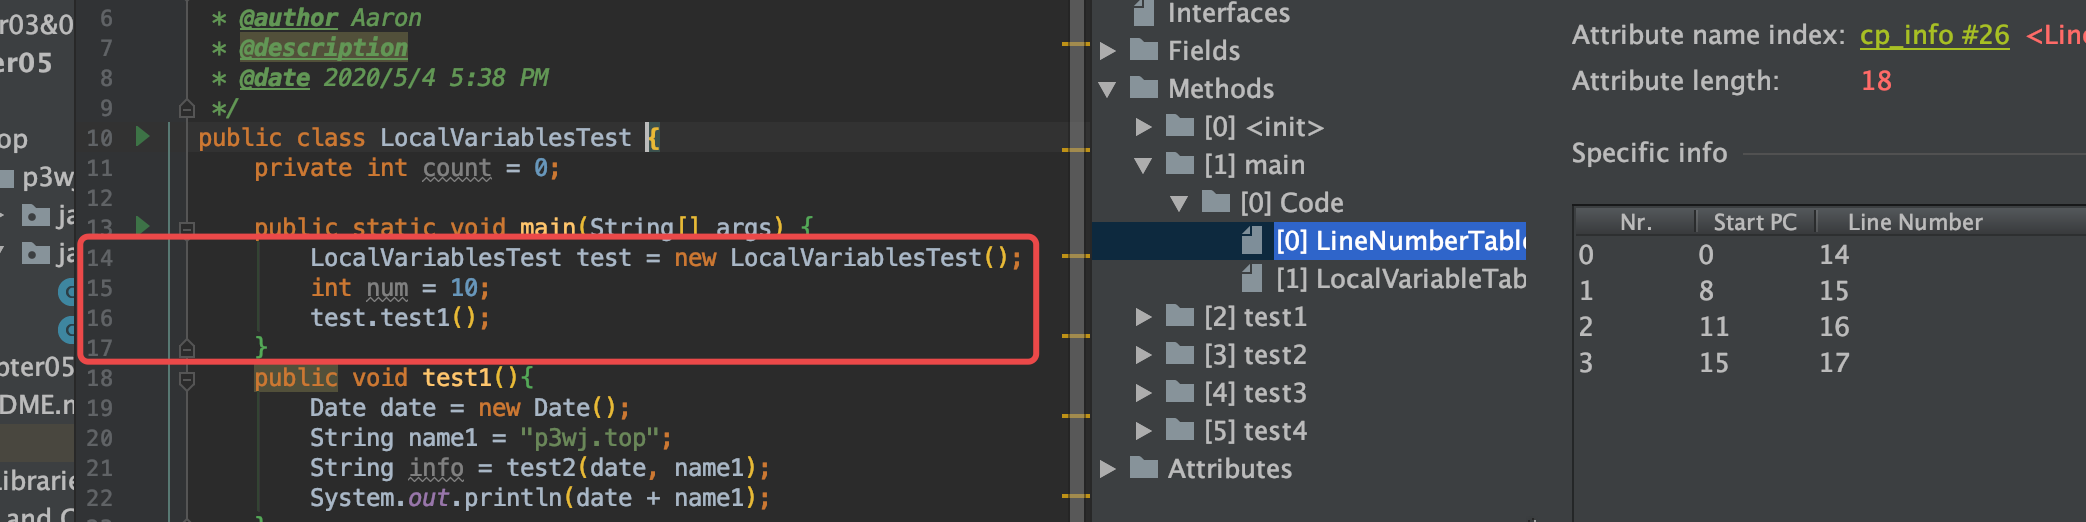 r03&0
er05
op
p3wj
ja
ja
pter05
DME.m
ibrarie
and C
6 * @author Aaron
7 * @description
8 * @date 2020/5/4 5:38 PM
9 */
10 public class LocalVariablesTest {
11 private int count = 0;
12
13 public static void main(String[] args) {
14 LocalVariablesTest test = new LocalVariablesTest();
15 int num = 10;
16 test.test1();
17 }
18 public void test1(){
19 Date date = new Date();
20 String name1 = "p3wj.top";
21 String info = test2(date, name1);
22 System.out.println(date + name1);
Interfaces
Fields
Methods
[0] <init>
[1] main
[0] Code
[0] LineNumberTable
[1] LocalVariableTab
[2] test1
[3] test2
[4] test3
[5] test4
Attributes
Attribute name index: cp_info #26 <Line
Attribute length: 18
Specific info
Nr. Start PC Line Number
0 0 14
1 8 15
2 11 16
3 15 17